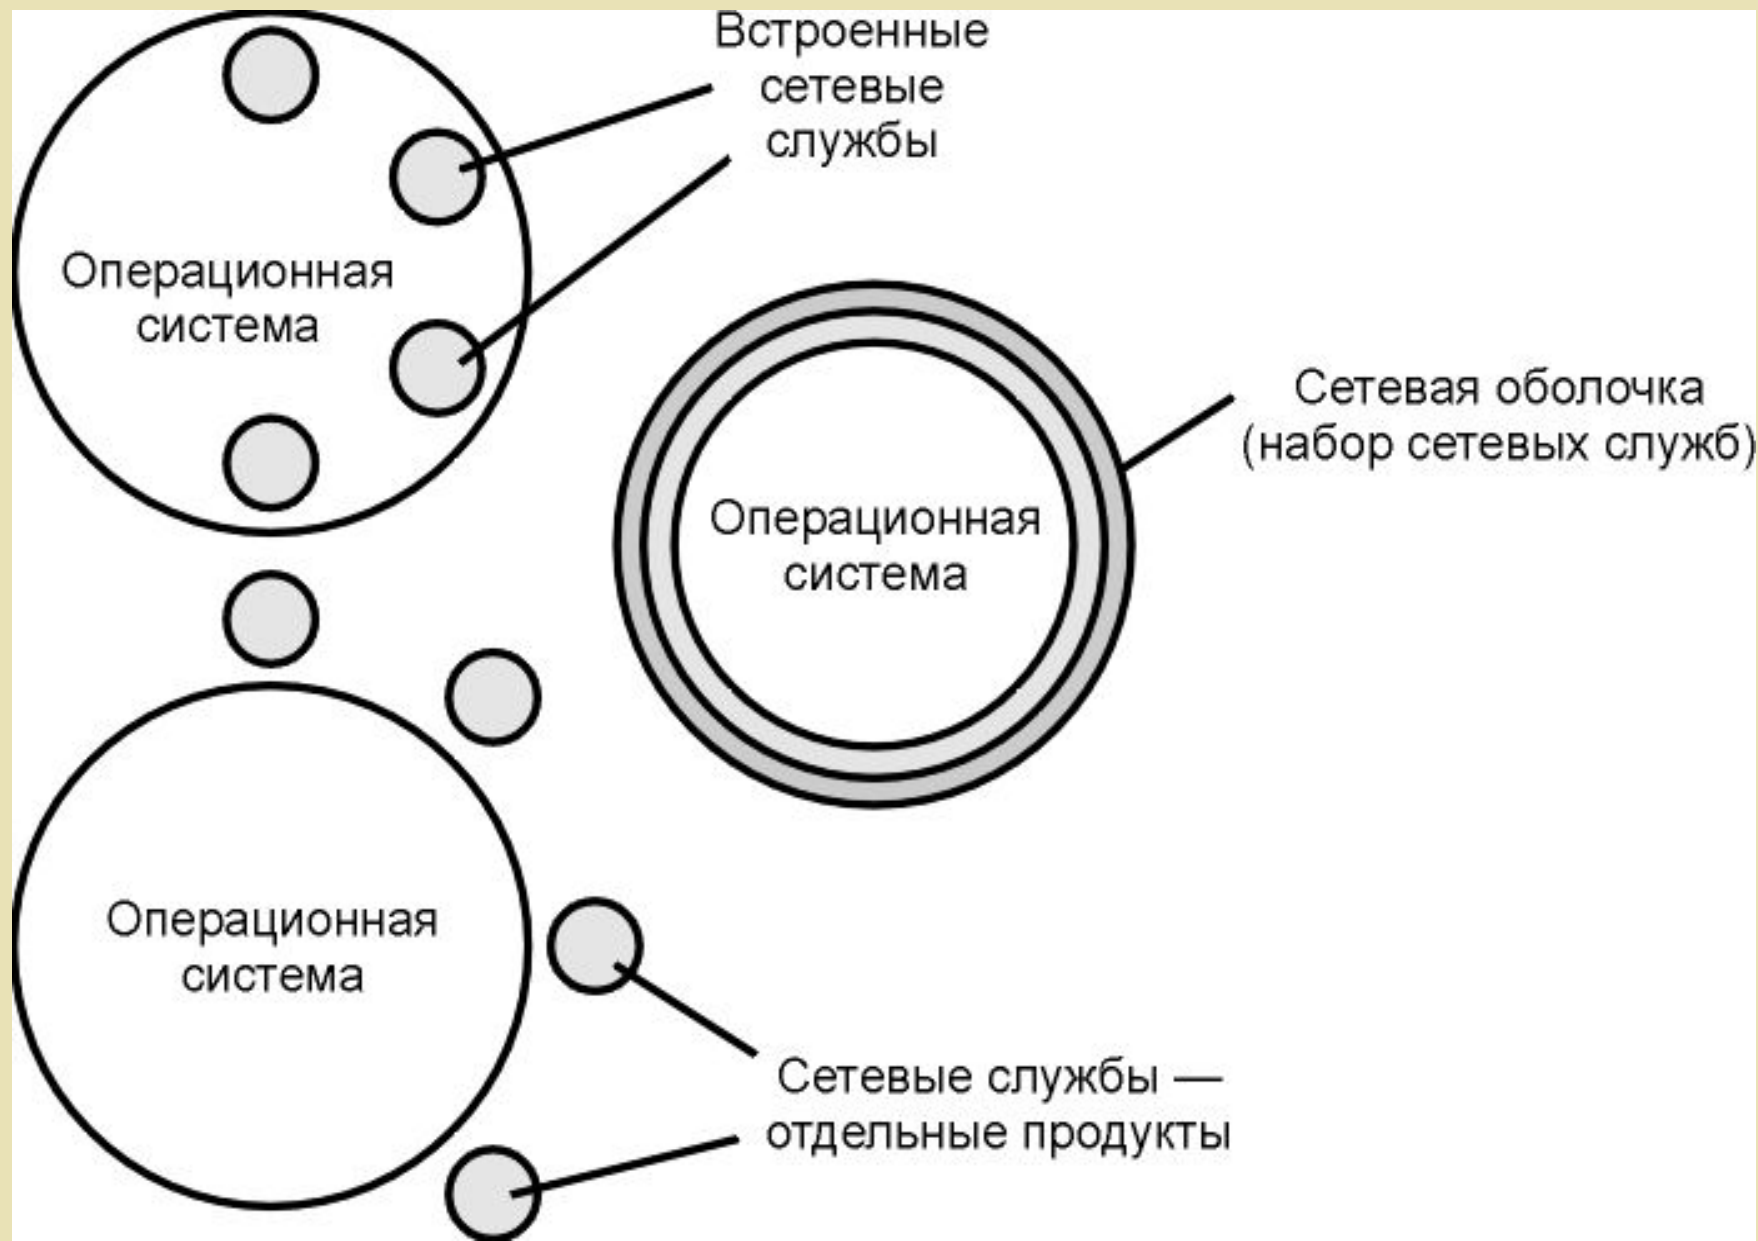 Встроенные
сетевые
службы
Операционная
система
Сетевая оболочка
(набор сетевых служб)
Операционная
система
Операционная
система
Сетевые службы —
отдельные продукты